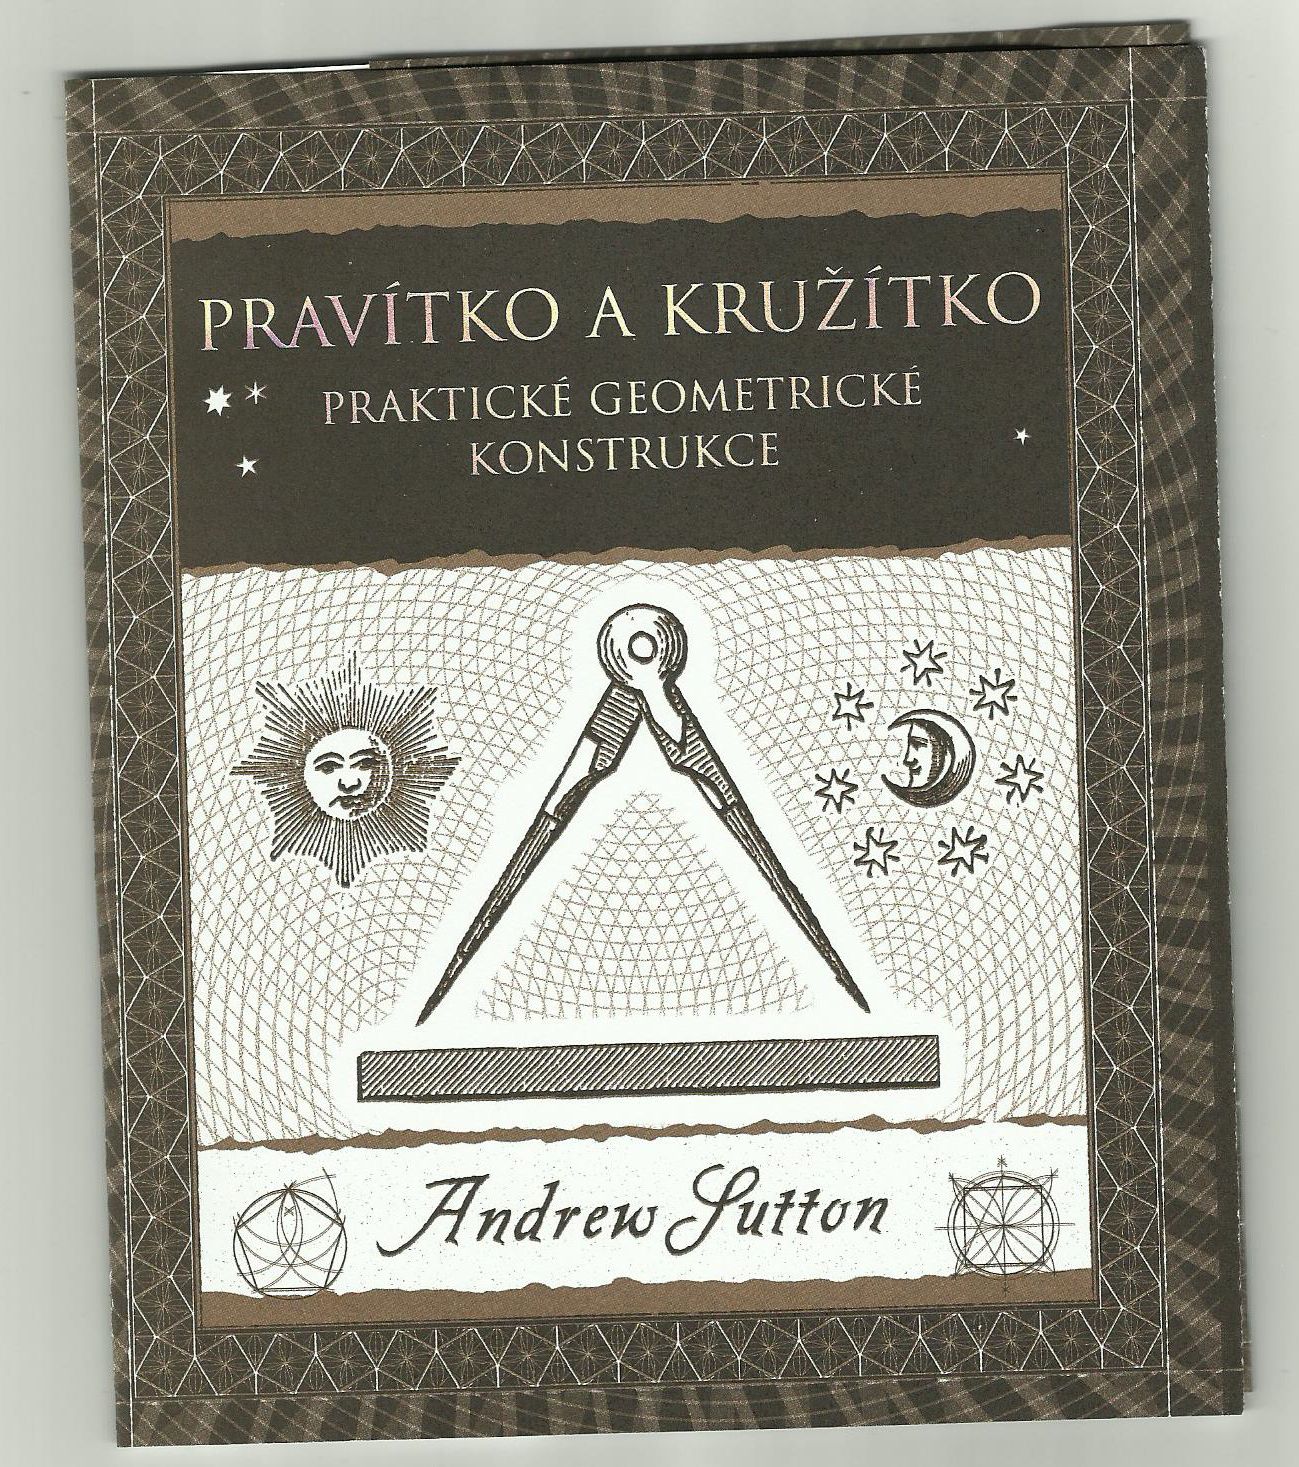 PRAVÍTKO A KRUŽÍTKO
PRAKTICKÉ GEOMETRICKÉ
KONSTRUKCE
Andrew Sutton